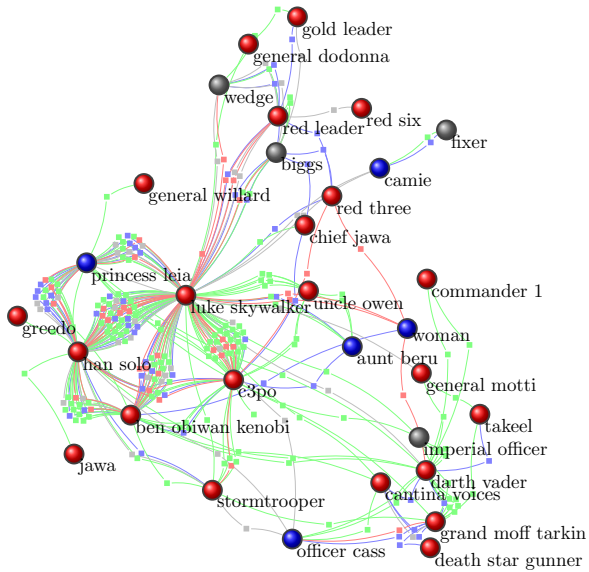 gold leader
general dodonna
wedge
red leader
red six
fixer
biggs
camie
general willard
red three
chief jawa
princess leia
commander 1
luke skywalker
uncle owen
greedo
woman
han solo
aunt beru
general motti
c3po
takeel
ben obiwan kenobi
imperial officer
jawa
darth vader
cantina voices
stormtrooper
grand moff tarkin
officer cass
death star gunner